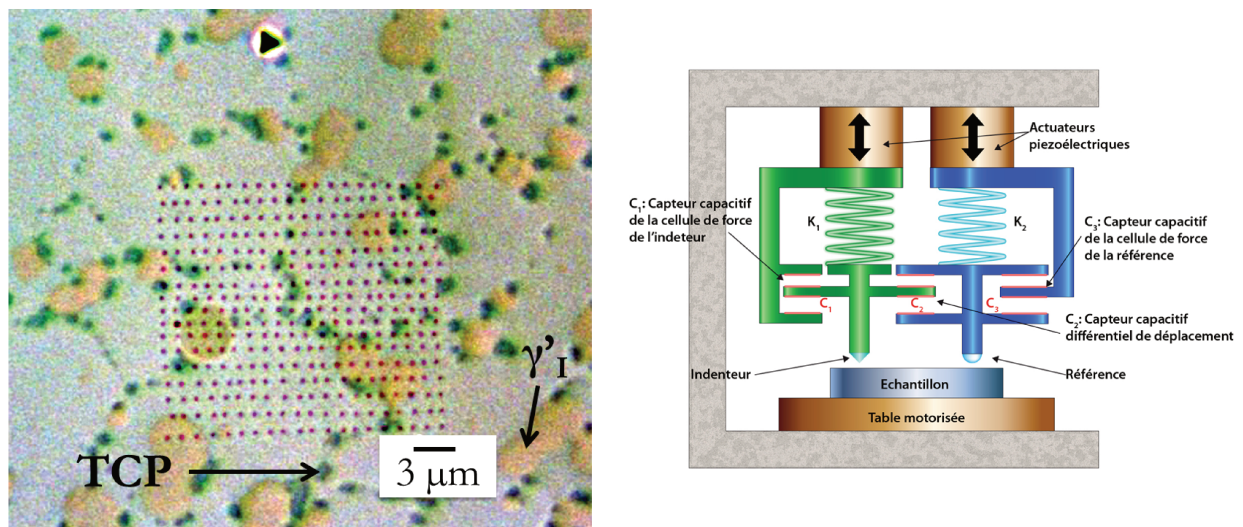 γ'I
TCP
3 μm
Actuateurs
piezoélectriques
C1: Capteur capacitif
de la cellule de force
de l'indeteur
K1
K2
C3: Capteur capacitif
de la cellule de force
de la référence
C1
C2
C3
C2: Capteur capacitif
différentiel de déplacement
Indenteur
Référence
Echantillon
Table motorisée